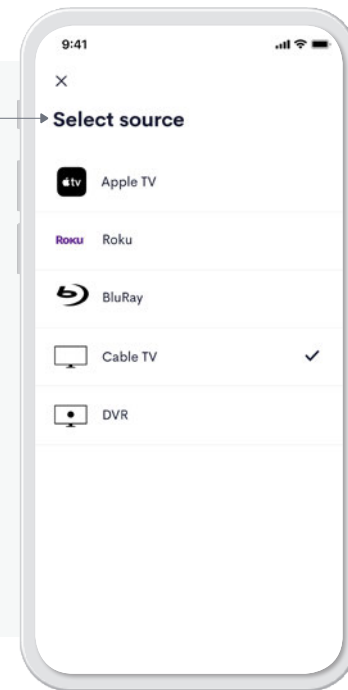 9:41
Select source
tv Apple TV
ROKU Roku
BluRay
Cable TV
DVR